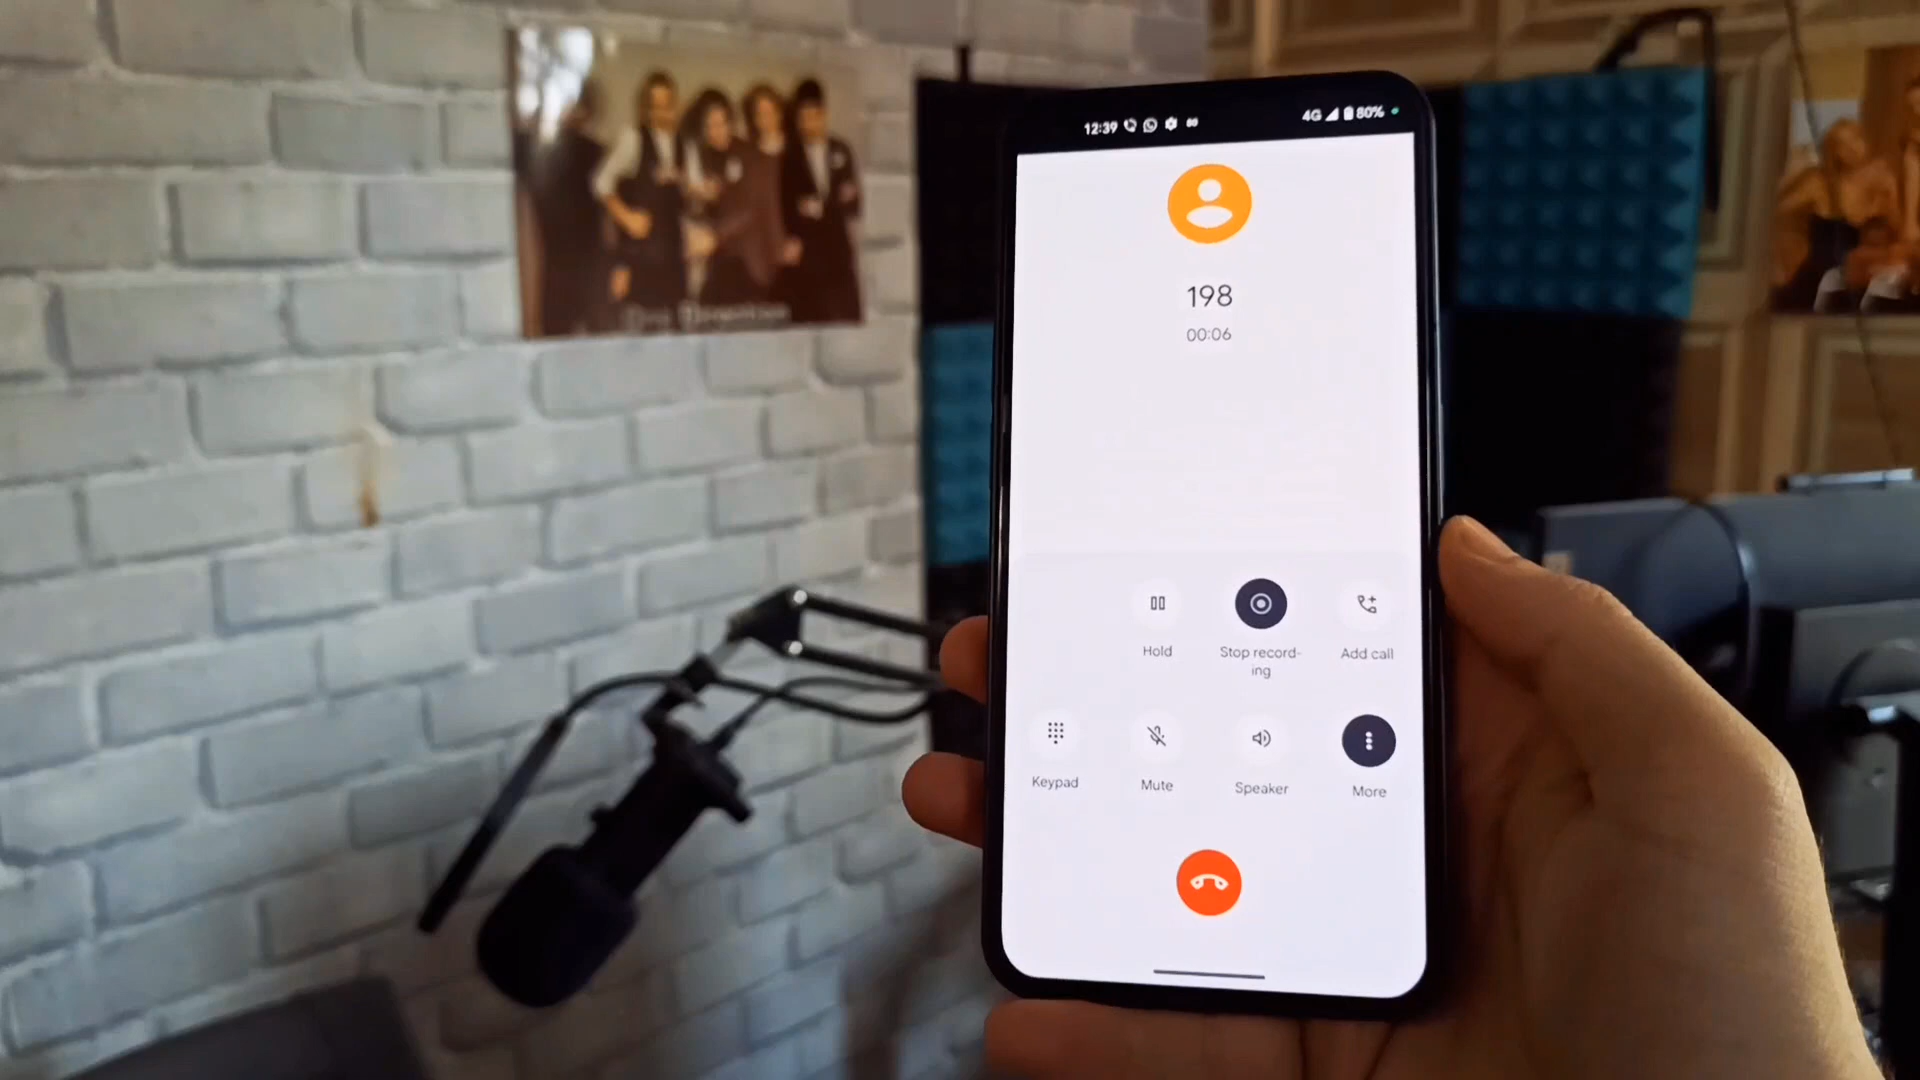 12:39 4G 80%
198
00:06
Hold
Stop record-
ing
Add call
Keypad
Mute
Speaker
More